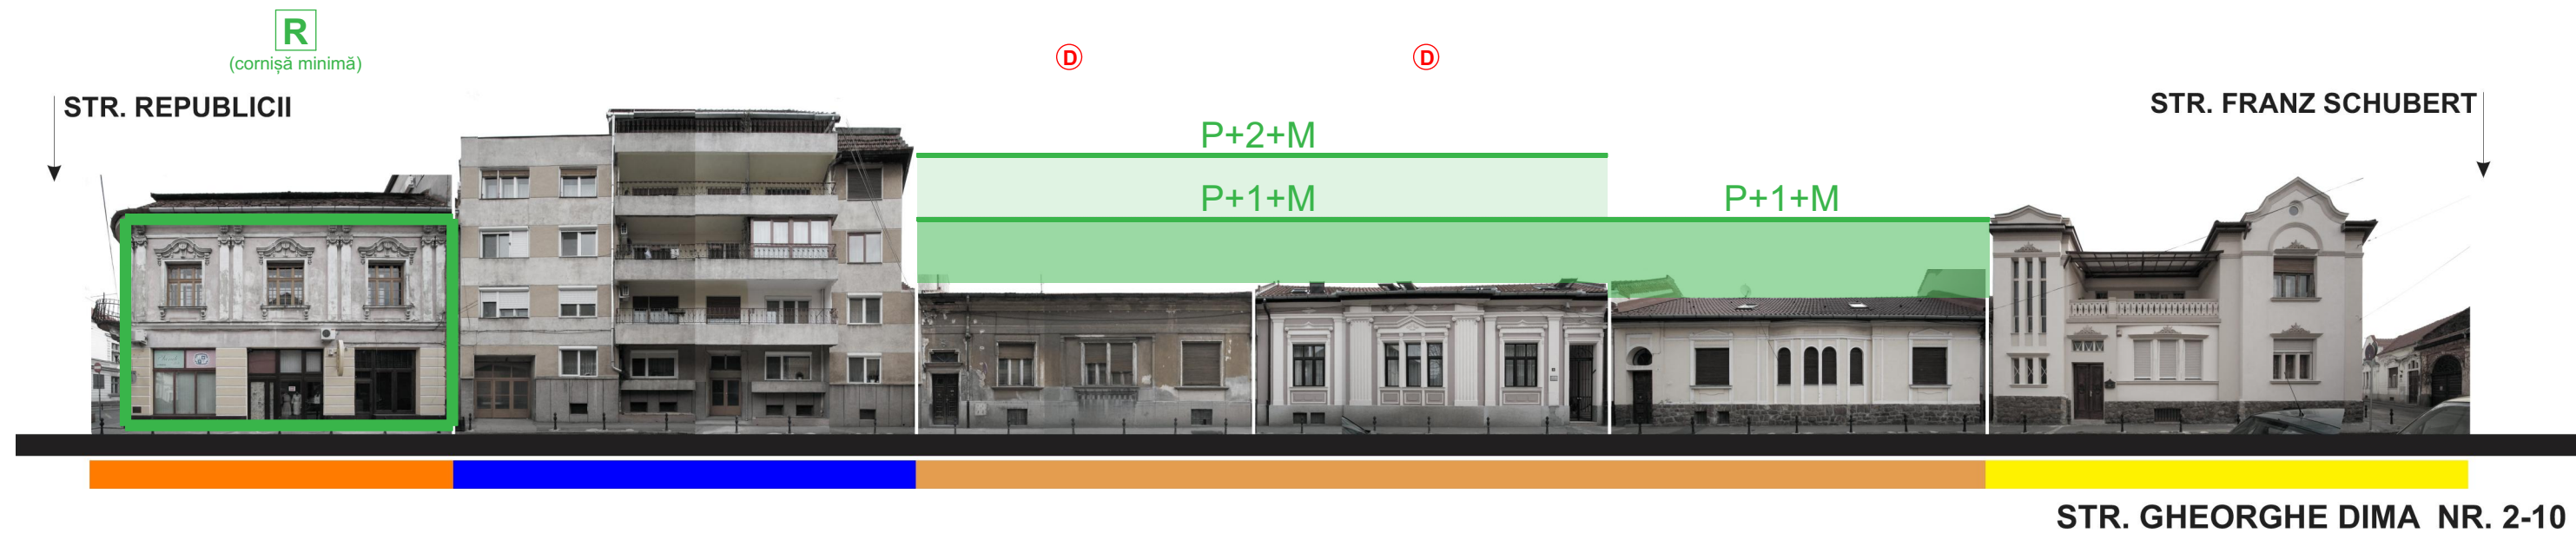 R
(cornișă minimă)
D
D
STR. REPUBLICII
STR. FRANZ SCHUBERT
P+2+M
P+1+M
P+1+M
STR. GHEORGHE DIMA NR. 2-10